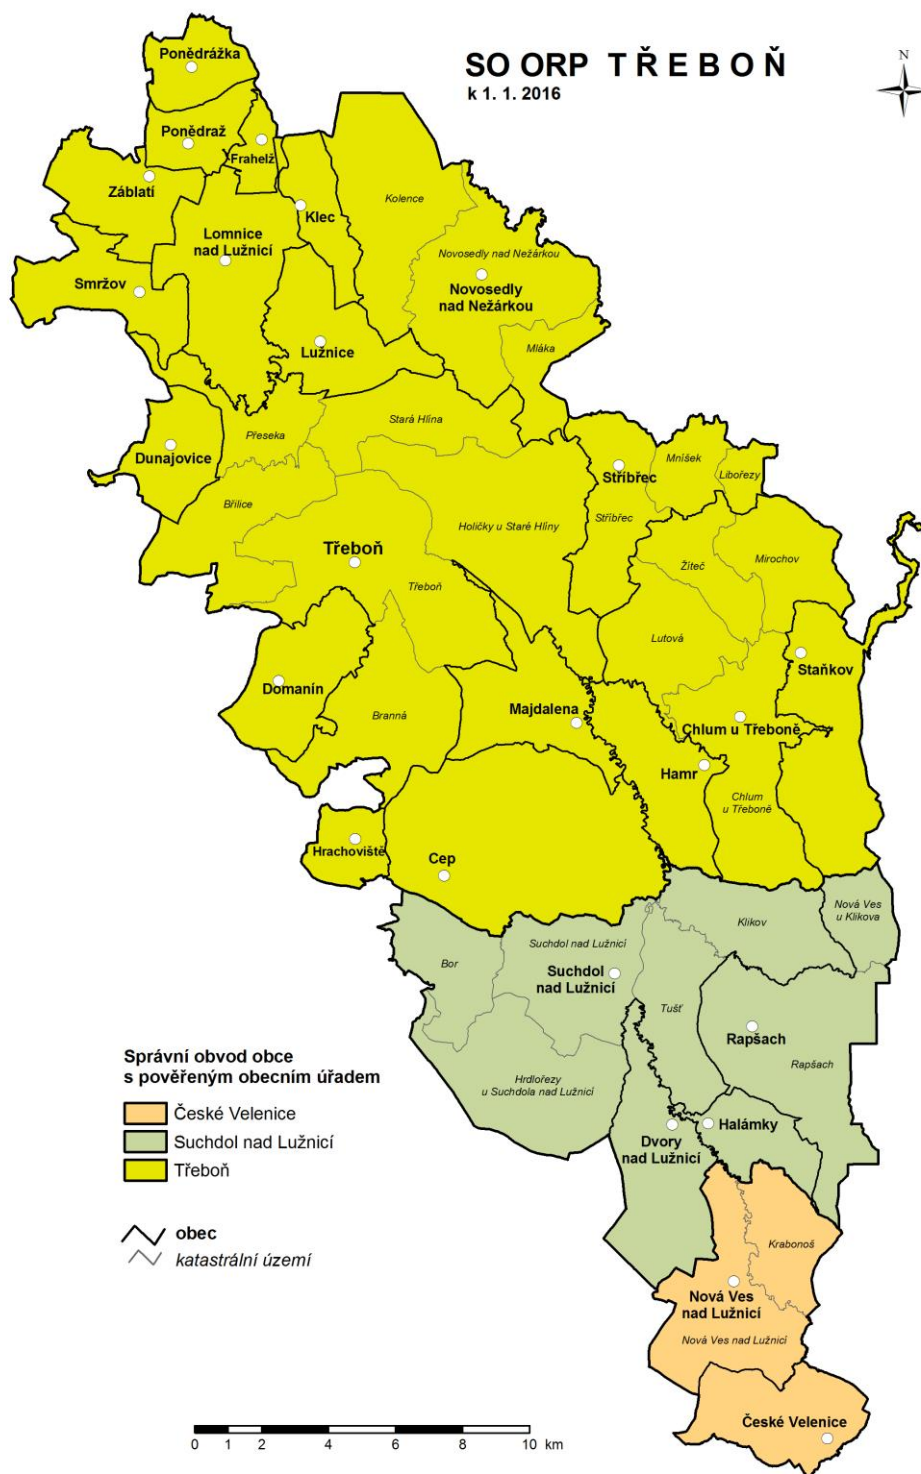 SO ORP TŘEBOŇ
k 1. 1. 2016
N
Ponědrážka
Ponědraž
Frahelž
Záblatí
Klec
Kolence
Lomnice
nad Lužnicí
Novosedly nad Nežárkou
Smržov
Novosedly
nad Nežárkou
Lužnice
Mláka
Stará Hlína
Přeseka
Dunajovice
Stříbřec
Mníšek
Libořezy
Břilice
Holičky u Staré Hlíny
Stříbřec
Třeboň
Žíteč
Mirochov
Třeboň
Lutová
Staňkov
Domanín
Branná
Majdalena
Chlum u Třeboně
Hamr
Chlum
u Třeboně
Hrachoviště
Cep
Nová Ves
u Klikova
Klikov
Suchdol nad Lužnicí
Bor
Suchdol
nad Lužnicí
Tušť
Rapšach
Rapšach
Hrdlořezy
u Suchdola nad Lužnicí
Halámky
Dvory
nad Lužnicí
Krabonoš
Nová Ves
nad Lužnicí
Nová Ves nad Lužnicí
České Velenice
Správní obvod obce
s pověřeným obecním úřadem
České Velenice
Suchdol nad Lužnicí
Třeboň
obec
katastrální území
0 1 2 4 6 8 10 km